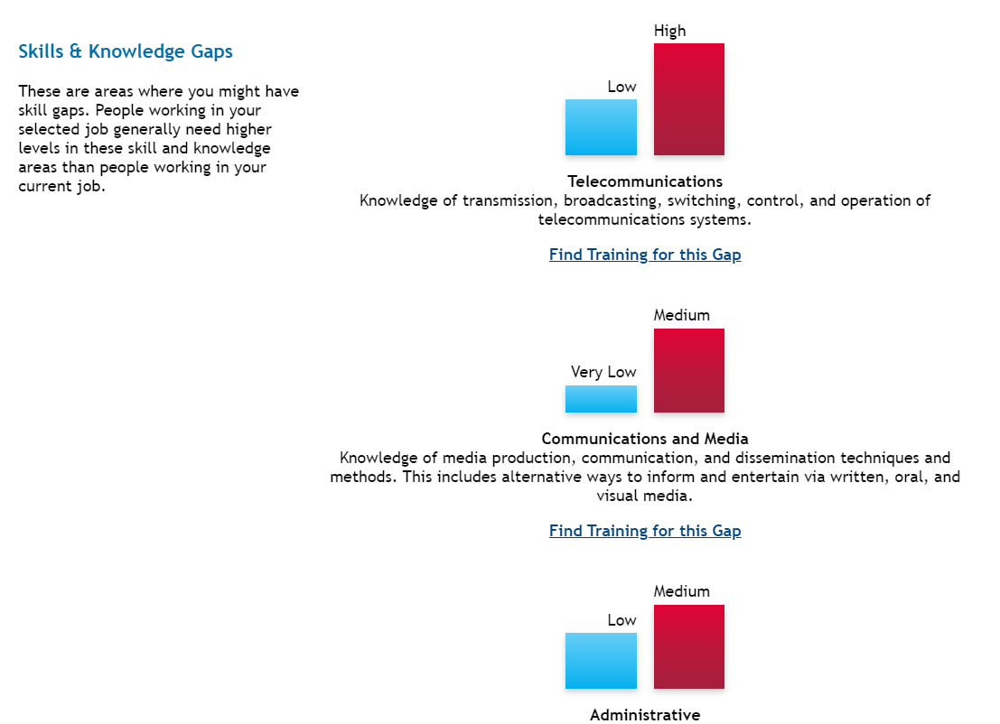 Skills & Knowledge Gaps
These are areas where you might have
skill gaps. People working in your
selected job generally need higher
levels in these skill and knowledge
areas than people working in your
current job.
High
Low
Telecommunications
Knowledge of transmission, broadcasting, switching, control, and operation of
telecommunications systems.
Find Training for this Gap
Medium
Very Low
Communications and Media
Knowledge of media production, communication, and dissemination techniques and
methods. This includes alternative ways to inform and entertain via written, oral, and
visual media.
Find Training for this Gap
Medium
Low
Administrative